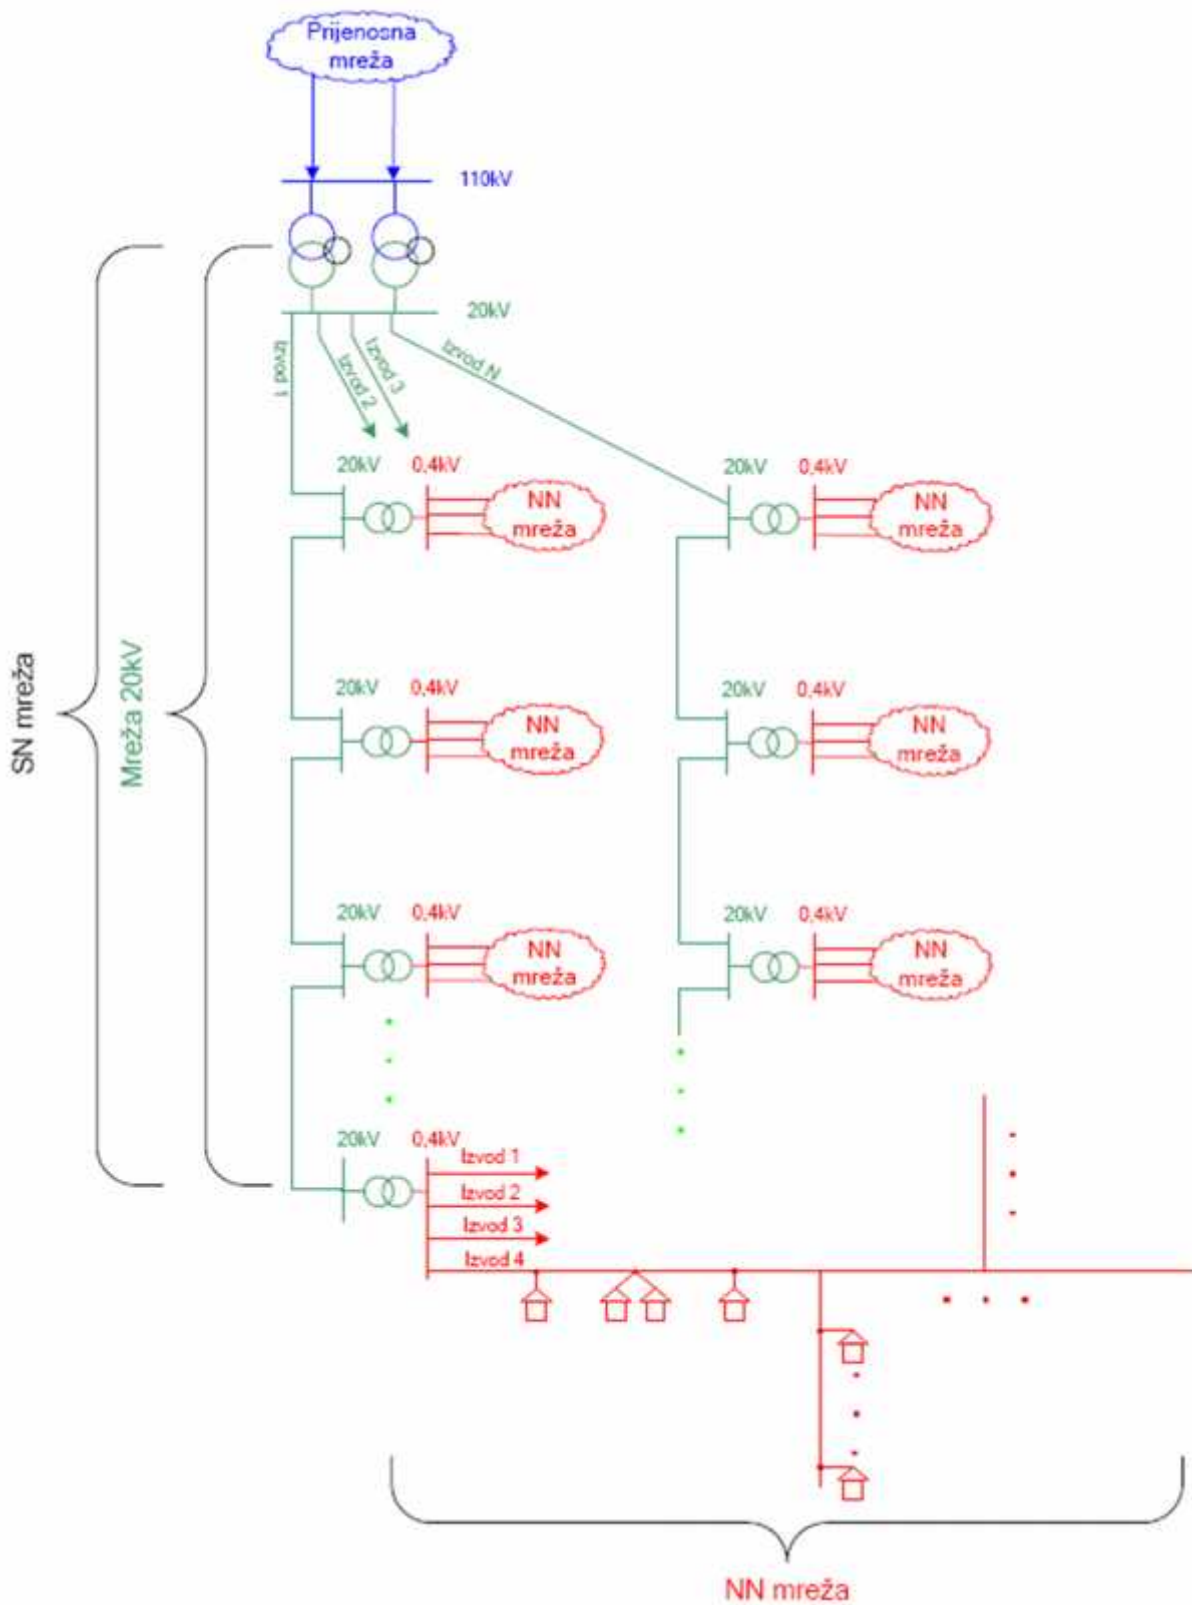 Prijenosna
mreža
110kV
20kV
Izvod 1
Izvod 2
Izvod 3
Izvod N
20kV
0,4kV
NN
mreža
20kV
0,4kV
NN
mreža
SN mreža
Mreža 20kV
20kV
0,4kV
NN
mreža
20kV
0,4kV
NN
mreža
20kV
0,4kV
NN
mreža
20kV
0,4kV
NN
mreža
20kV
0,4kV
Izvod 1
Izvod 2
Izvod 3
Izvod 4
NN mreža